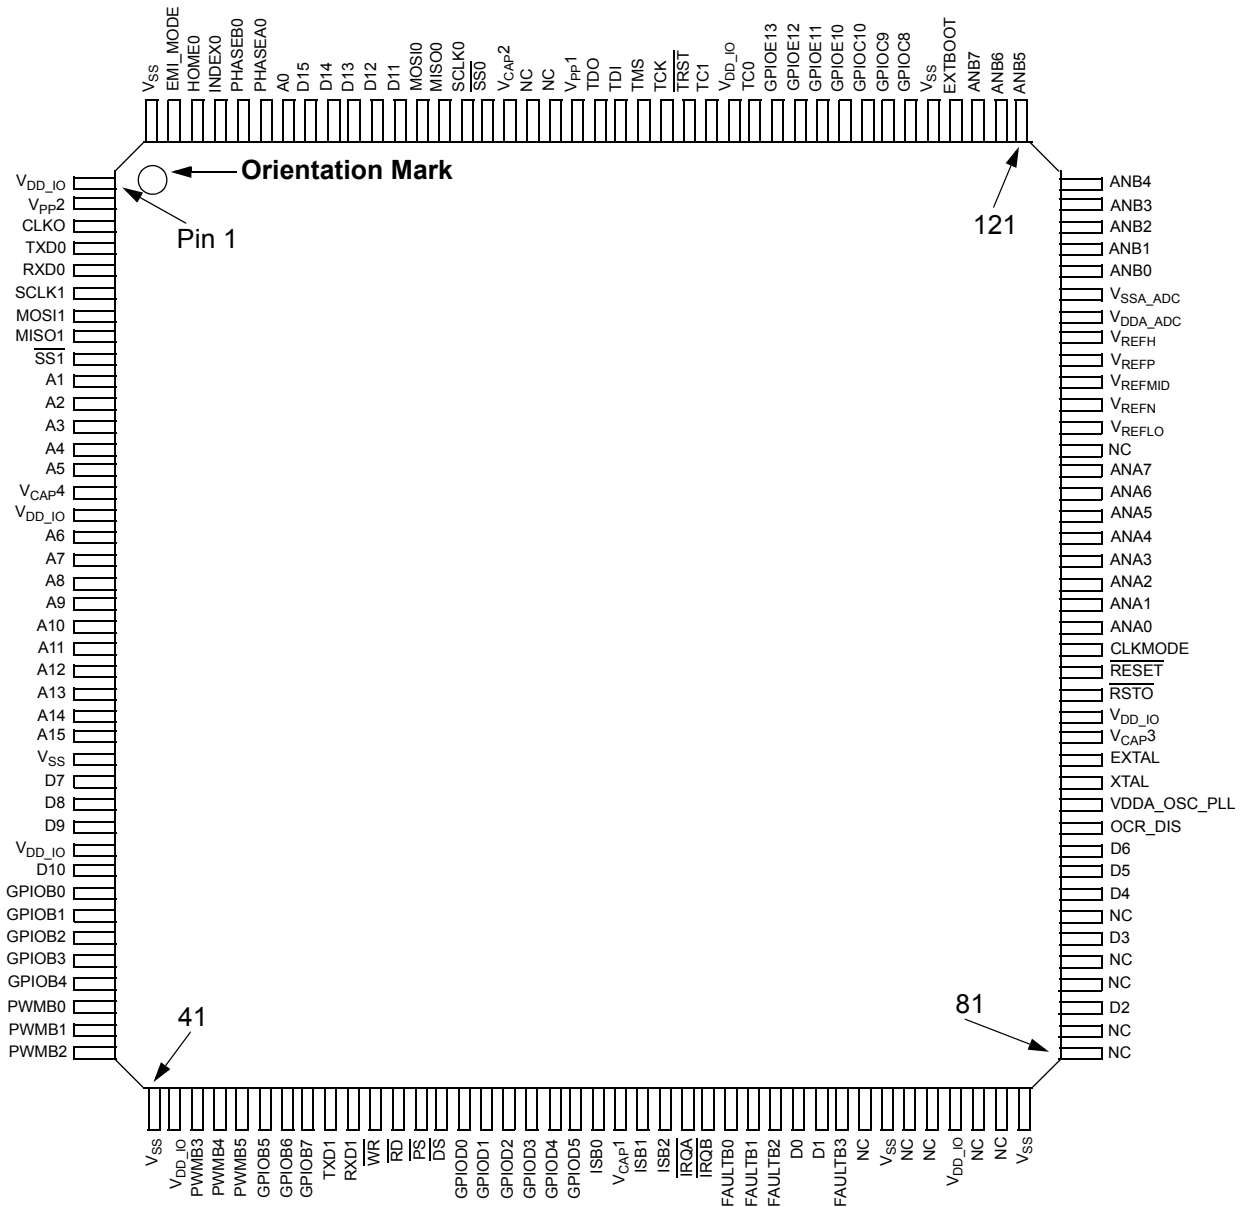 VSS
EMI_MODE
HOME0
INDEX0
PHASEB0
PHASEA0
A0
D15
D14
D13
D12
D11
MOSI0
MISO0
SCLK0
SS0
VCAP2
NC
NC
VPP1
TDO
TDI
TMS
TCK
TRST
TC1
VDD_IO
TC0
GPIOE13
GPIOE12
GPIOE11
GPIOE10
GPIOC10
GPIOC9
GPIOC8
VSS
EXTBOOT
ANB7
ANB6
ANB5
Orientation Mark
Pin 1
121
VDD_IO
VPP2
CLKO
TXD0
RXD0
SCLK1
MOSI1
MISO1
SS1
A1
A2
A3
A4
A5
VCAP4
VDD_IO
A6
A7
A8
A9
A10
A11
A12
A13
A14
A15
VSS
D7
D8
D9
VDD_IO
D10
GPIOB0
GPIOB1
GPIOB2
GPIOB3
GPIOB4
PWMB0
PWMB1
PWMB2
ANB4
ANB3
ANB2
ANB1
ANB0
VSSA_ADC
VDDA_ADC
VREFH
VREFP
VREFMID
VREFN
VREFLO
NC
ANA7
ANA6
ANA5
ANA4
ANA3
ANA2
ANA1
ANA0
CLKMODE
RESET
RSTO
VDD_IO
VCAP3
EXTAL
XTAL
VDDA_OSC_PLL
OCR_DIS
D6
D5
D4
NC
D3
NC
NC
D2
NC
NC
41
81
VSS
VDD_IO
PWMB3
PWMB4
PWMB5
GPIOB5
GPIOB6
GPIOB7
TXD1
RXD1
WR
RD
PS
DS
GPIOD0
GPIOD1
GPIOD2
GPIOD3
GPIOD4
GPIOD5
ISB0
VCAP1
ISB1
ISB2
IRQA
IRQB
FAULTB0
FAULTB1
FAULTB2
D0
D1
FAULTB3
NC
VSS
NC
NC
VDD_IO
NC
NC
VSS